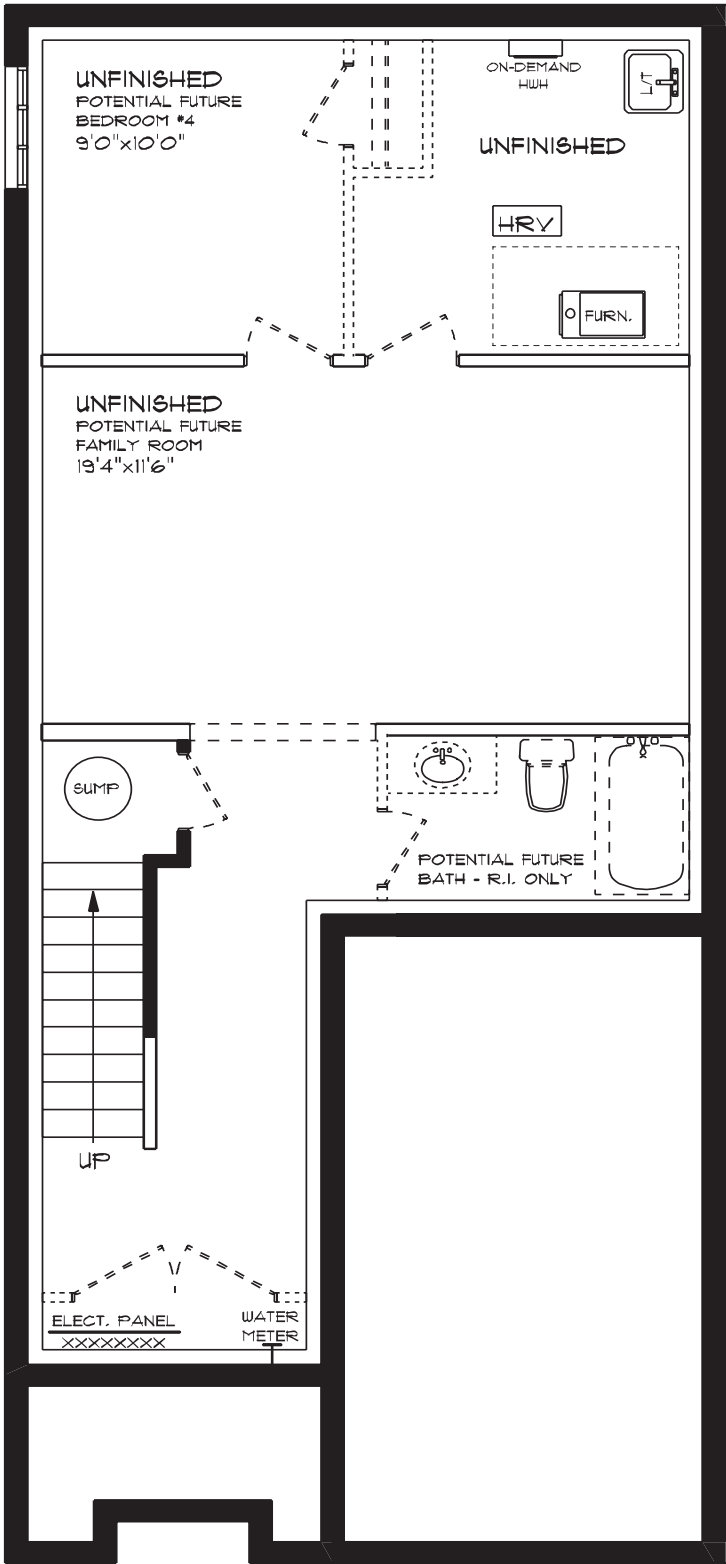 UNFINISHED
POTENTIAL FUTURE
BEDROOM #4
9'0"x10'0"
ON-DEMAND
HWH
L/T
UNFINISHED
HRV
FURN.
UNFINISHED
POTENTIAL FUTURE
FAMILY ROOM
19'4"x11'6"
SUMP
POTENTIAL FUTURE
BATH - R.I. ONLY
UP
ELECT. PANEL
XXXXXXXX
WATER
METER